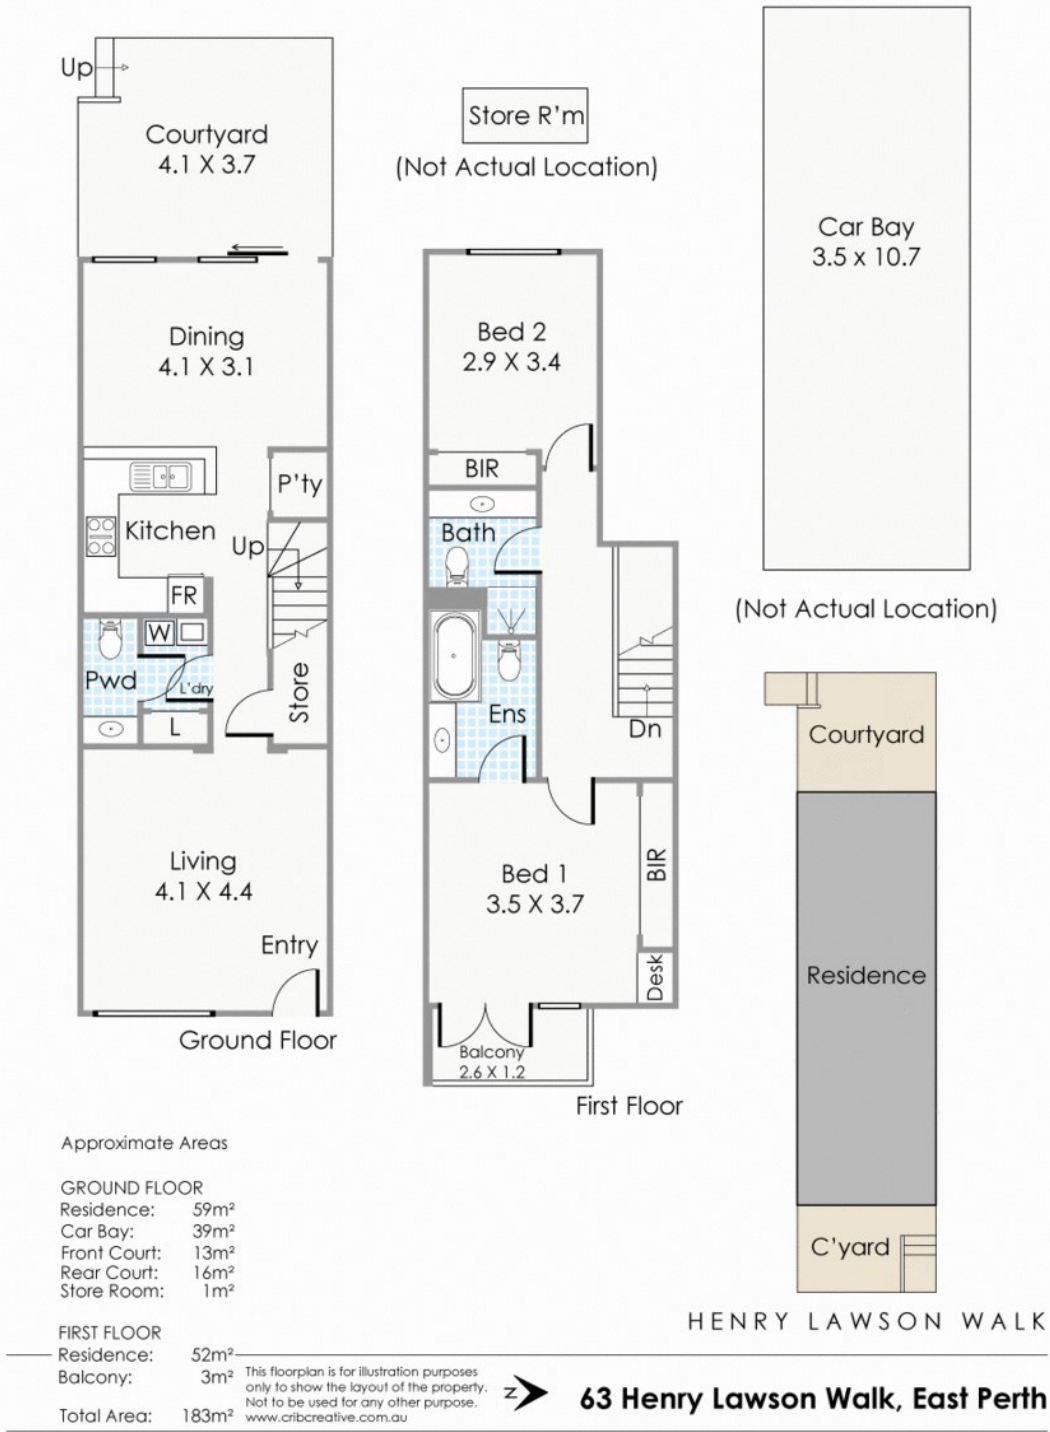 Up
Courtyard
4.1 X 3.7
Dining
4.1 X 3.1
P'ty
Kitchen
Up
FR
W
Pwd
L'dry
L
Store
Living
4.1 X 4.4
Entry
Ground Floor
Store R'm
(Not Actual Location)
Bed 2
2.9 X 3.4
BIR
Bath
Ens
Dn
Bed 1
3.5 X 3.7
BIR
Desk
Balcony
2.6 X 1.2
First Floor
Car Bay
3.5 x 10.7
(Not Actual Location)
Courtyard
Residence
C'yard
HENRY LAWSON WALK
Approximate Areas
GROUND FLOOR
Residence: 59m²
Car Bay: 39m²
Front Court: 13m²
Rear Court: 16m²
Store Room: 1m²
FIRST FLOOR
Residence: 52m²
Balcony: 3m²
Total Area: 183m²
This floorplan is for illustration purposes
only to show the layout of the property.
Not to be used for any other purpose.
www.cribcreative.com.au
N
63 Henry Lawson Walk, East Perth